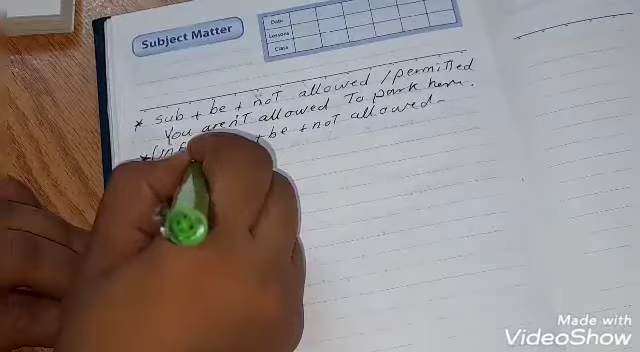 Subject Matter
Date
Lessons
Class
* sub + be + not allowed / permitted
You aren't allowed To park here.
* (inf + be + not allowed
Made with
VideoShow